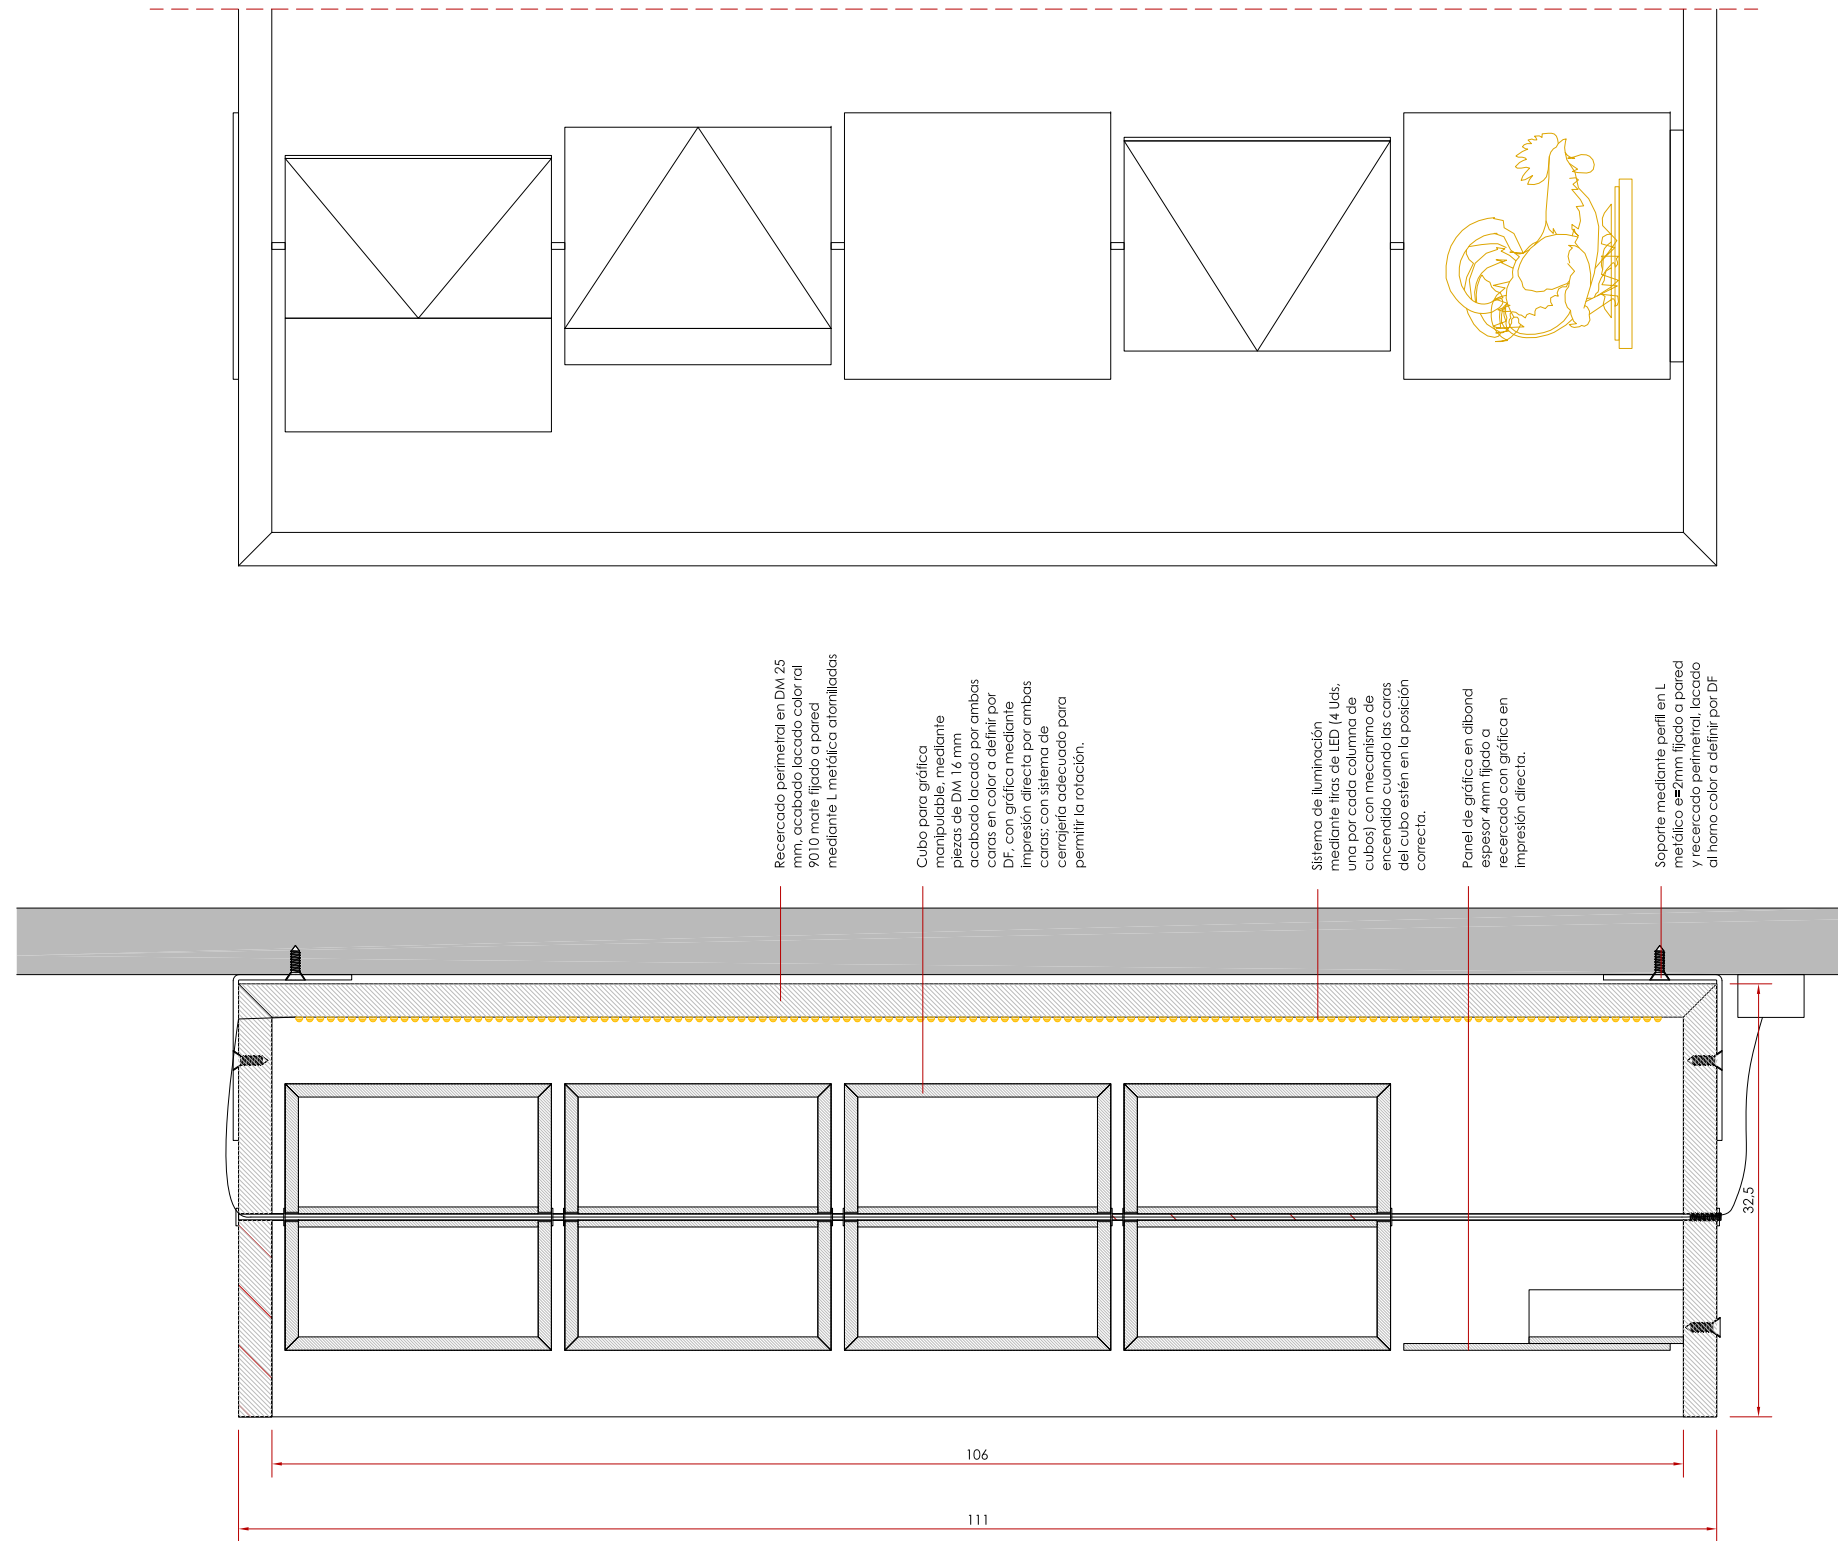 Recercado perimetral en DM 25
mm, acabado lacado color ral
9010 mate fijado a pared
mediante L metálica atornilladas
Cubo para gráfica
manipulable, mediante
piezas de DM 16 mm
acabado lacado por ambas
caras en color a definir por
DF, con gráfica mediante
impresión directa por ambas
caras; con sistema de
cerrajería adecuado para
permitir la rotación.
Sistema de iluminación
mediante tiras de LED (4 Uds,
una por cada columna de
cubos) con mecanismo de
encendido cuando las caras
del cubo estén en la posición
correcta.
Panel de gráfica en dibond
espesor 4mm fijado a
recercado con gráfica en
impresión directa.
Soporte mediante perfil en L
metálico e=2mm fijado a pared
y recercado perimetral, lacado
al horno color a definir por DF
32,5
106
111